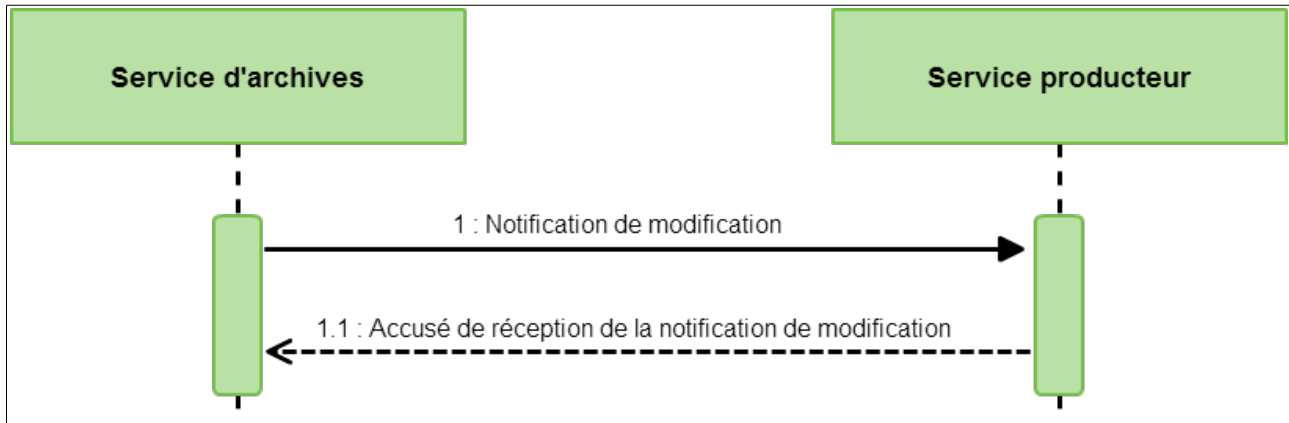 Service d'archives
Service producteur
1 : Notification de modification
1.1 : Accusé de réception de la notification de modification